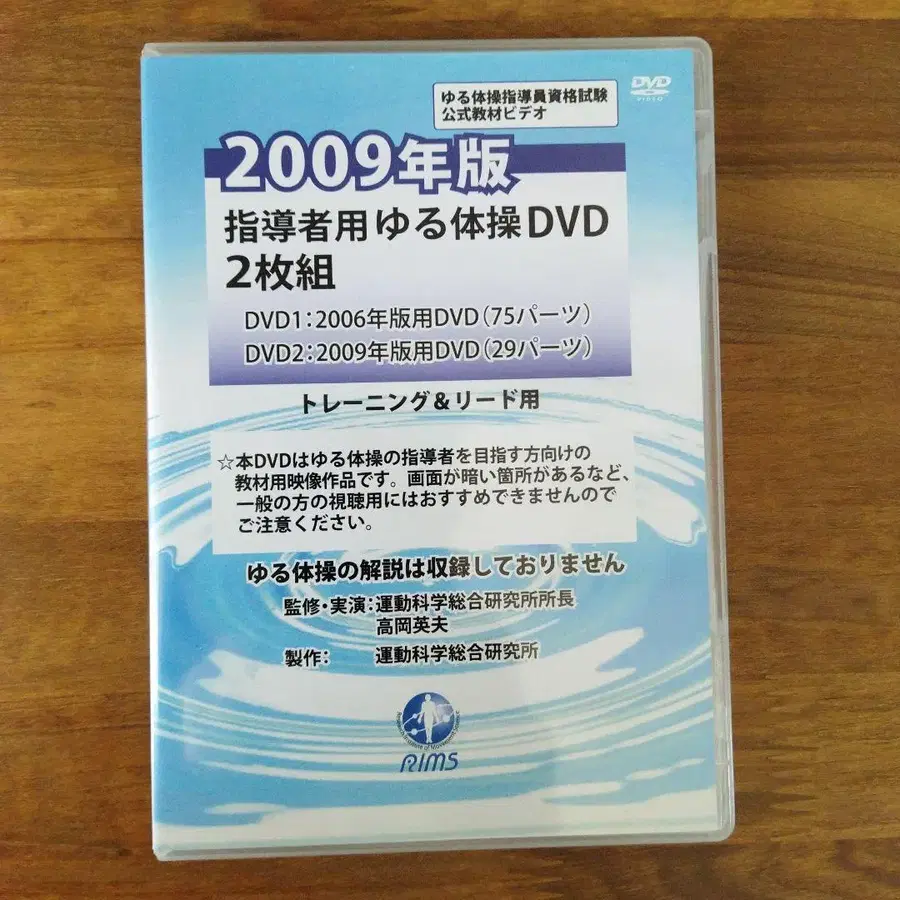 DVD
VIDEO
ゆる体操指導員資格試験
公式教材ビデオ
2009年版
指導者用ゆる体操DVD
2枚組
DVD1:2006年版用DVD(75パーツ)
DVD2:2009年版用DVD(29パーツ)
トレーニング&リード用
☆本DVDはゆる体操の指導者を目指す方向けの
教材用映像作品です。画面が暗い箇所があるなど、
一般の方の視聴用にはおすすめできませんので
ご注意ください。
ゆる体操の解説は収録しておりません
監修・実演:運動科学総合研究所所長
高岡英夫
製作: 運動科学総合研究所
Research Institute of Movement Science
RIMS